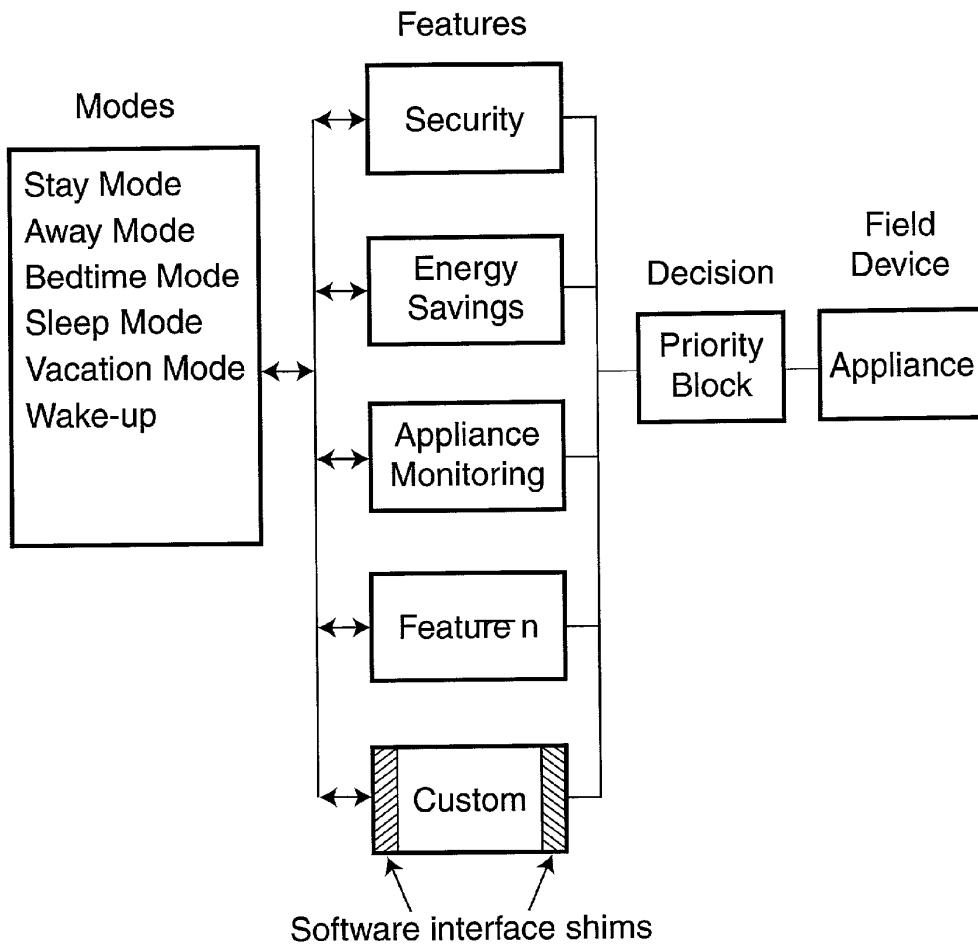 Features
Modes
Security
Stay Mode
Away Mode
Bedtime Mode
Sleep Mode
Vacation Mode
Wake-up
Energy
Savings
Appliance
Monitoring
Feature n
Custom
Decision
Priority
Block
Field
Device
Appliance
Software interface shims